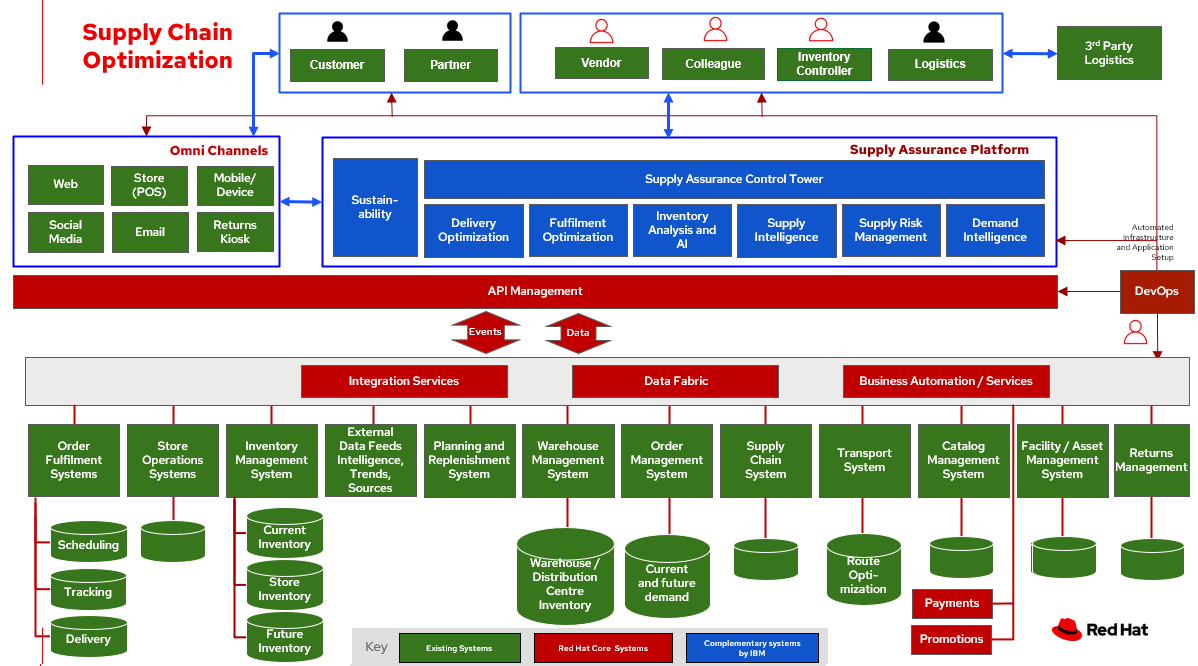 Supply Chain
Optimization
Customer
Partner
Vendor
Colleague
Inventory
Controller
Logistics
3rd Party
Logistics
Omni Channels
Web
Store
(POS)
Mobile/
Device
Social
Media
Email
Returns
Kiosk
Supply Assurance Platform
Sustain-
ability
Supply Assurance Control Tower
Delivery
Optimization
Fulfilment
Optimization
Inventory
Analysis and
AI
Supply
Intelligence
Supply Risk
Management
Demand
Intelligence
Automated
Infrastructure
and Application
Setup
API Management
DevOps
Events
Data
Integration Services
Data Fabric
Business Automation / Services
Order
Fulfilment
Systems
Store
Operations
Systems
Inventory
Management
System
External
Data Feeds
Intelligence,
Trends,
Sources
Planning and
Replenishment
System
Warehouse
Management
System
Order
Management
System
Supply
Chain
System
Transport
System
Catalog
Management
System
Facility / Asset
Management
System
Returns
Management
Scheduling
Tracking
Delivery
Current
Inventory
Store
Inventory
Future
Inventory
Warehouse /
Distribution
Centre
Inventory
Current
and future
demand
Route
Opti-
mization
Payments
Promotions
Key
Existing Systems
Red Hat Core Systems
Complementary systems
by IBM
Red Hat